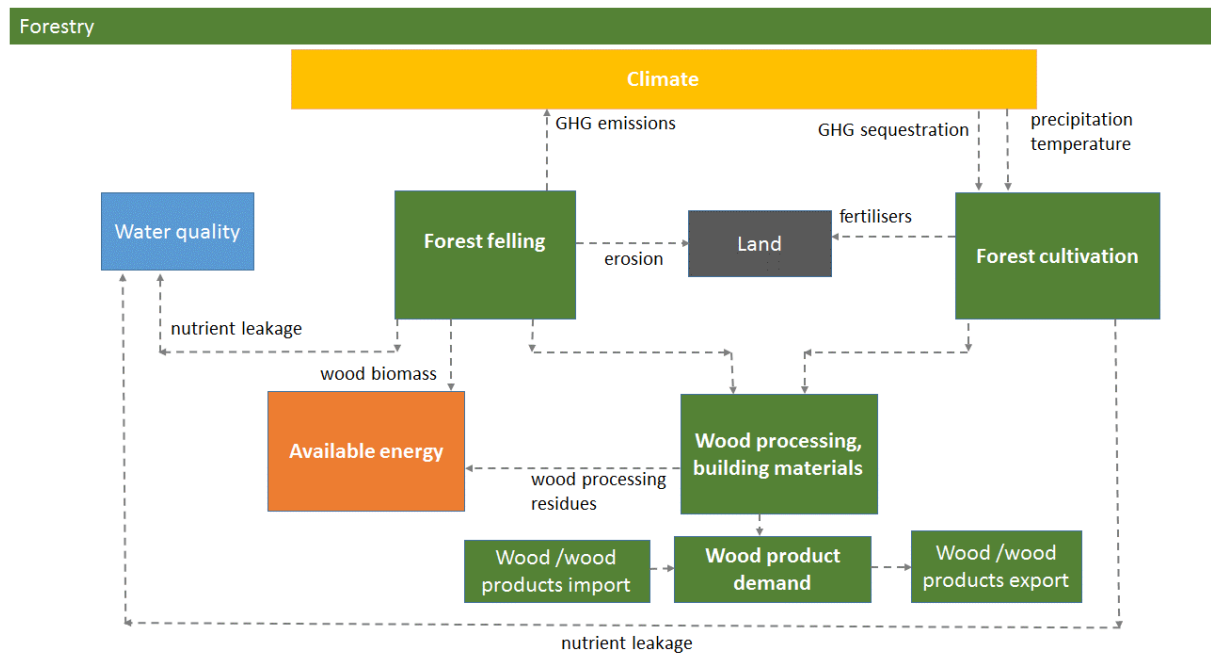 Forestry
Climate
GHG emissions
GHG sequestration
precipitation
temperature
Water quality
Forest felling
erosion
Land
fertilisers
Forest cultivation
nutrient leakage
wood biomass
Available energy
Wood processing,
building materials
wood processing
residues
Wood /wood
products import
Wood product
demand
Wood /wood
products export
nutrient leakage